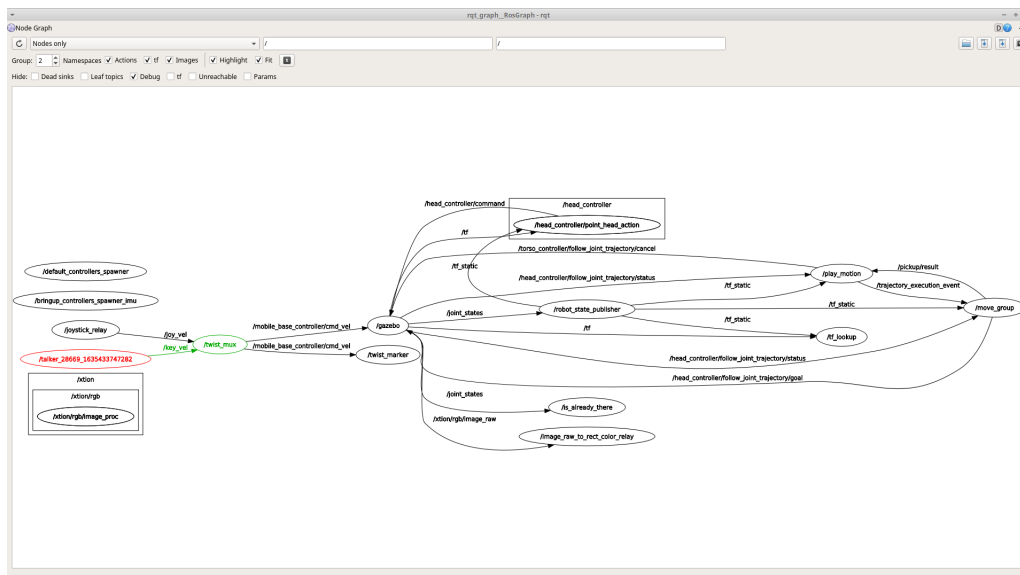 rqt_graph__RosGraph - rqt
Node Graph
D
Nodes only
/
/
Group: 2 Namespaces Actions tf Images Highlight Fit
Hide: Dead sinks Leaf topics Debug tf Unreachable Params
/head_controller/command
/head_controller
/head_controller/point_head_action
/tf
/torso_controller/follow_joint_trajectory/cancel
/tf_static
/default_controllers_spawner
/head_controller/follow_joint_trajectory/status
/play_motion
/pickup/result
/tf_static
/trajectory_execution_event
/bringup_controllers_spawner_imu
/joint_states
/robot_state_publisher
/tf_static
/move_group
/joystick_relay
/joy_vel
/mobile_base_controller/cmd_vel
/gazebo
/tf
/tf_static
/tf_lookup
/key_vel
/twist_mux
/mobile_base_controller/cmd_vel
/twist_marker
/talker_28669_1635433747282
/head_controller/follow_joint_trajectory/status
/xtion
/head_controller/follow_joint_trajectory/goal
/xtion/rgb
/joint_states
/is_already_there
/xtion/rgb/image_proc
/xtion/rgb/image_raw
/image_raw_to_rect_color_relay